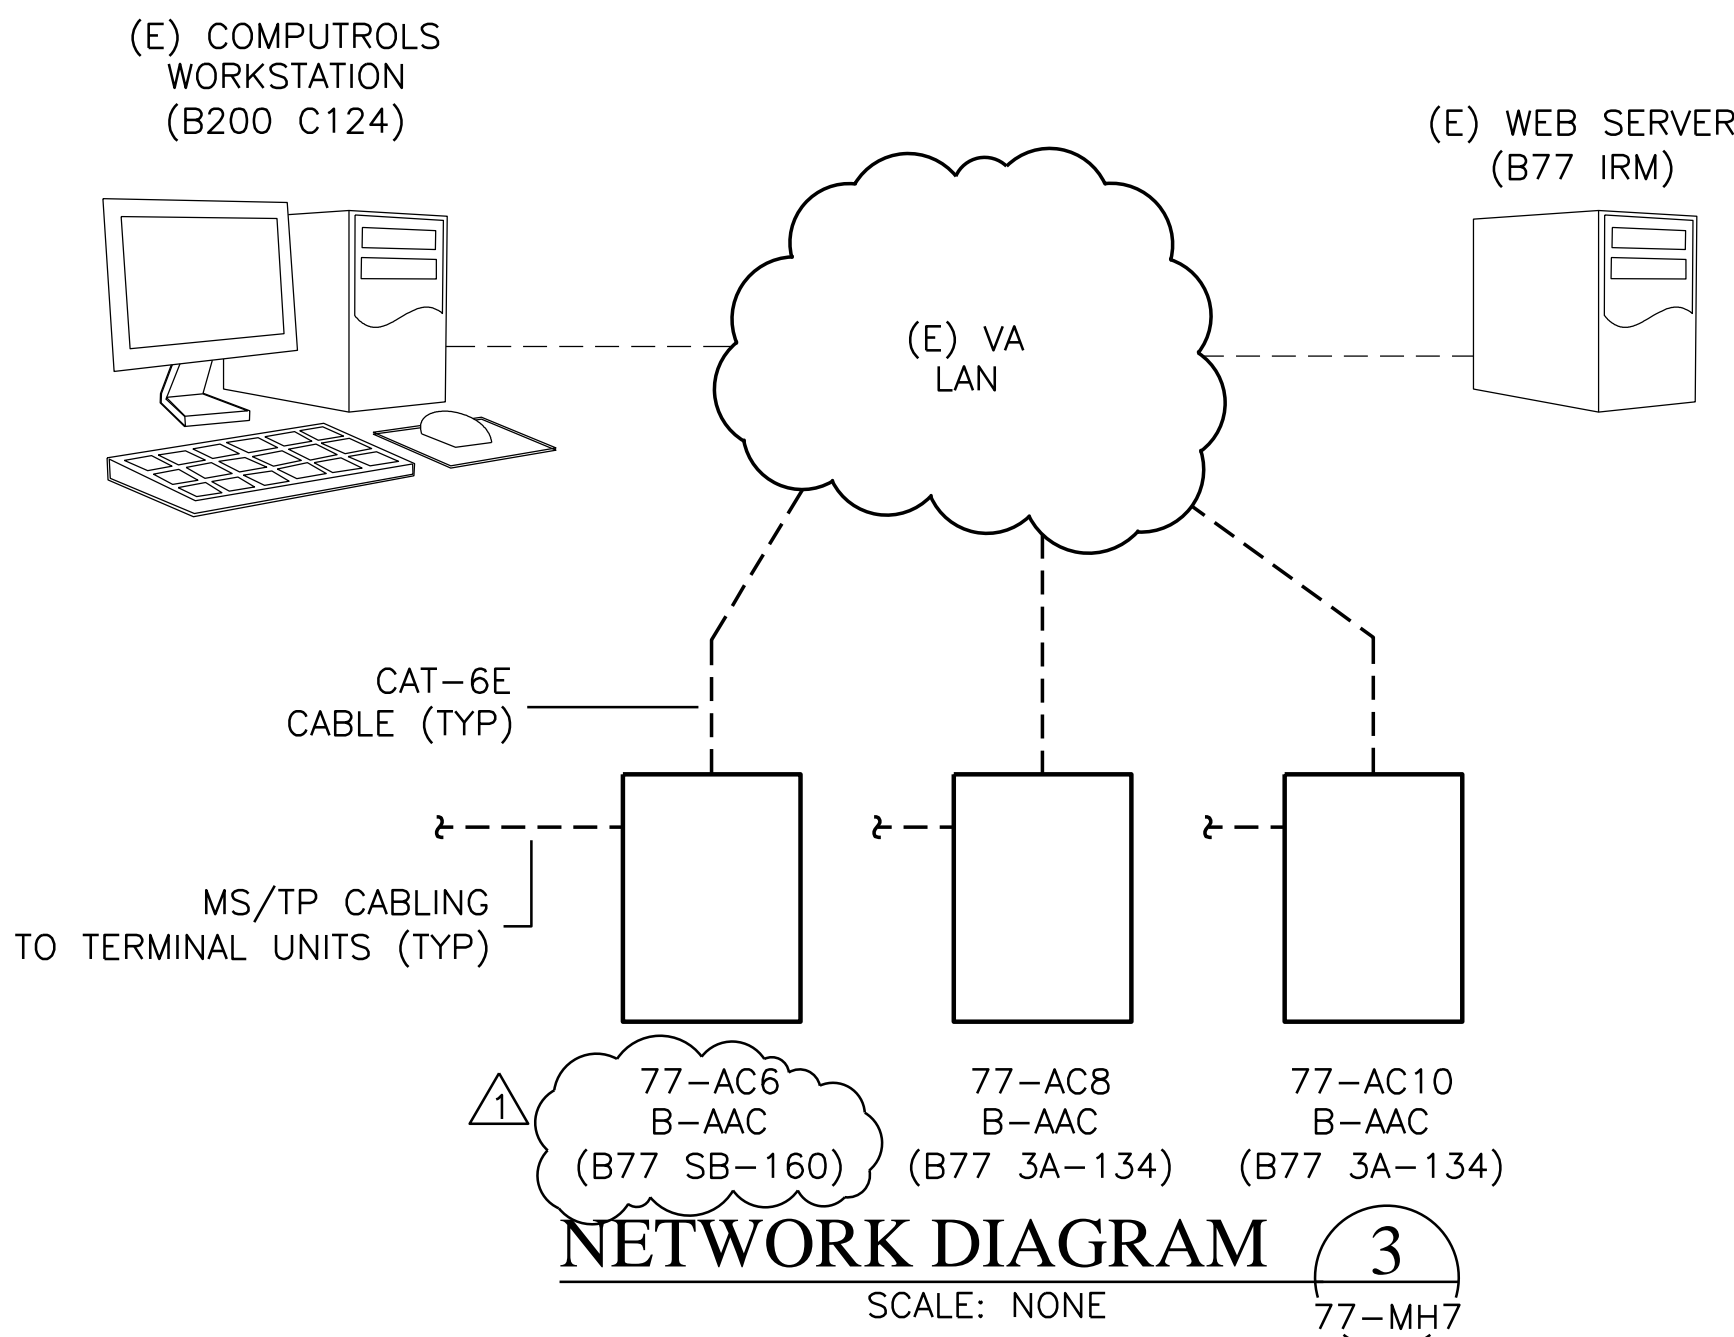 (E) COMPUTROLS
WORKSTATION
(B200 C124)
(E) WEB SERVER
(B77 IRM)
(E) VA
LAN
CAT-6E
CABLE (TYP)
MS/TP CABLING
TO TERMINAL UNITS (TYP)
1
77-AC6
B-AAC
(B77 SB-160)
77-AC8
B-AAC
(B77 3A-134)
77-AC10
B-AAC
(B77 3A-134)
NETWORK DIAGRAM
3
SCALE: NONE
77-MH7